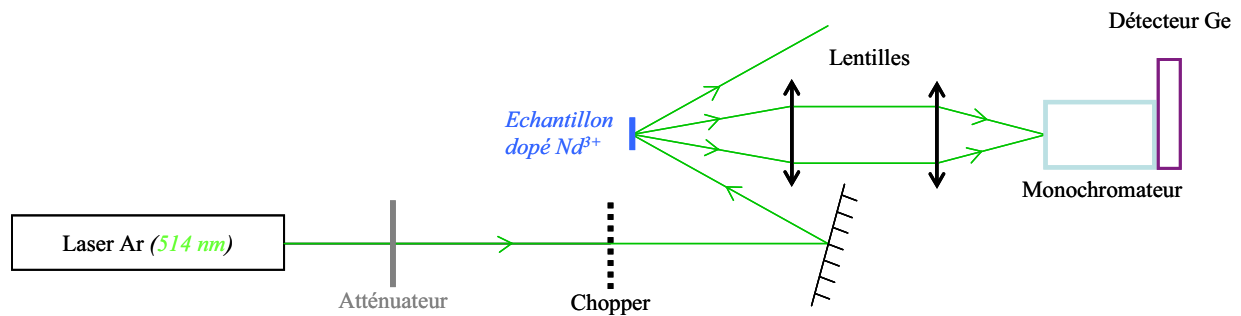 Détecteur Ge
Lentilles
Echantillon
dopé Nd³⁺
Monochromateur
Laser Ar (514 nm)
Atténuateur
Chopper